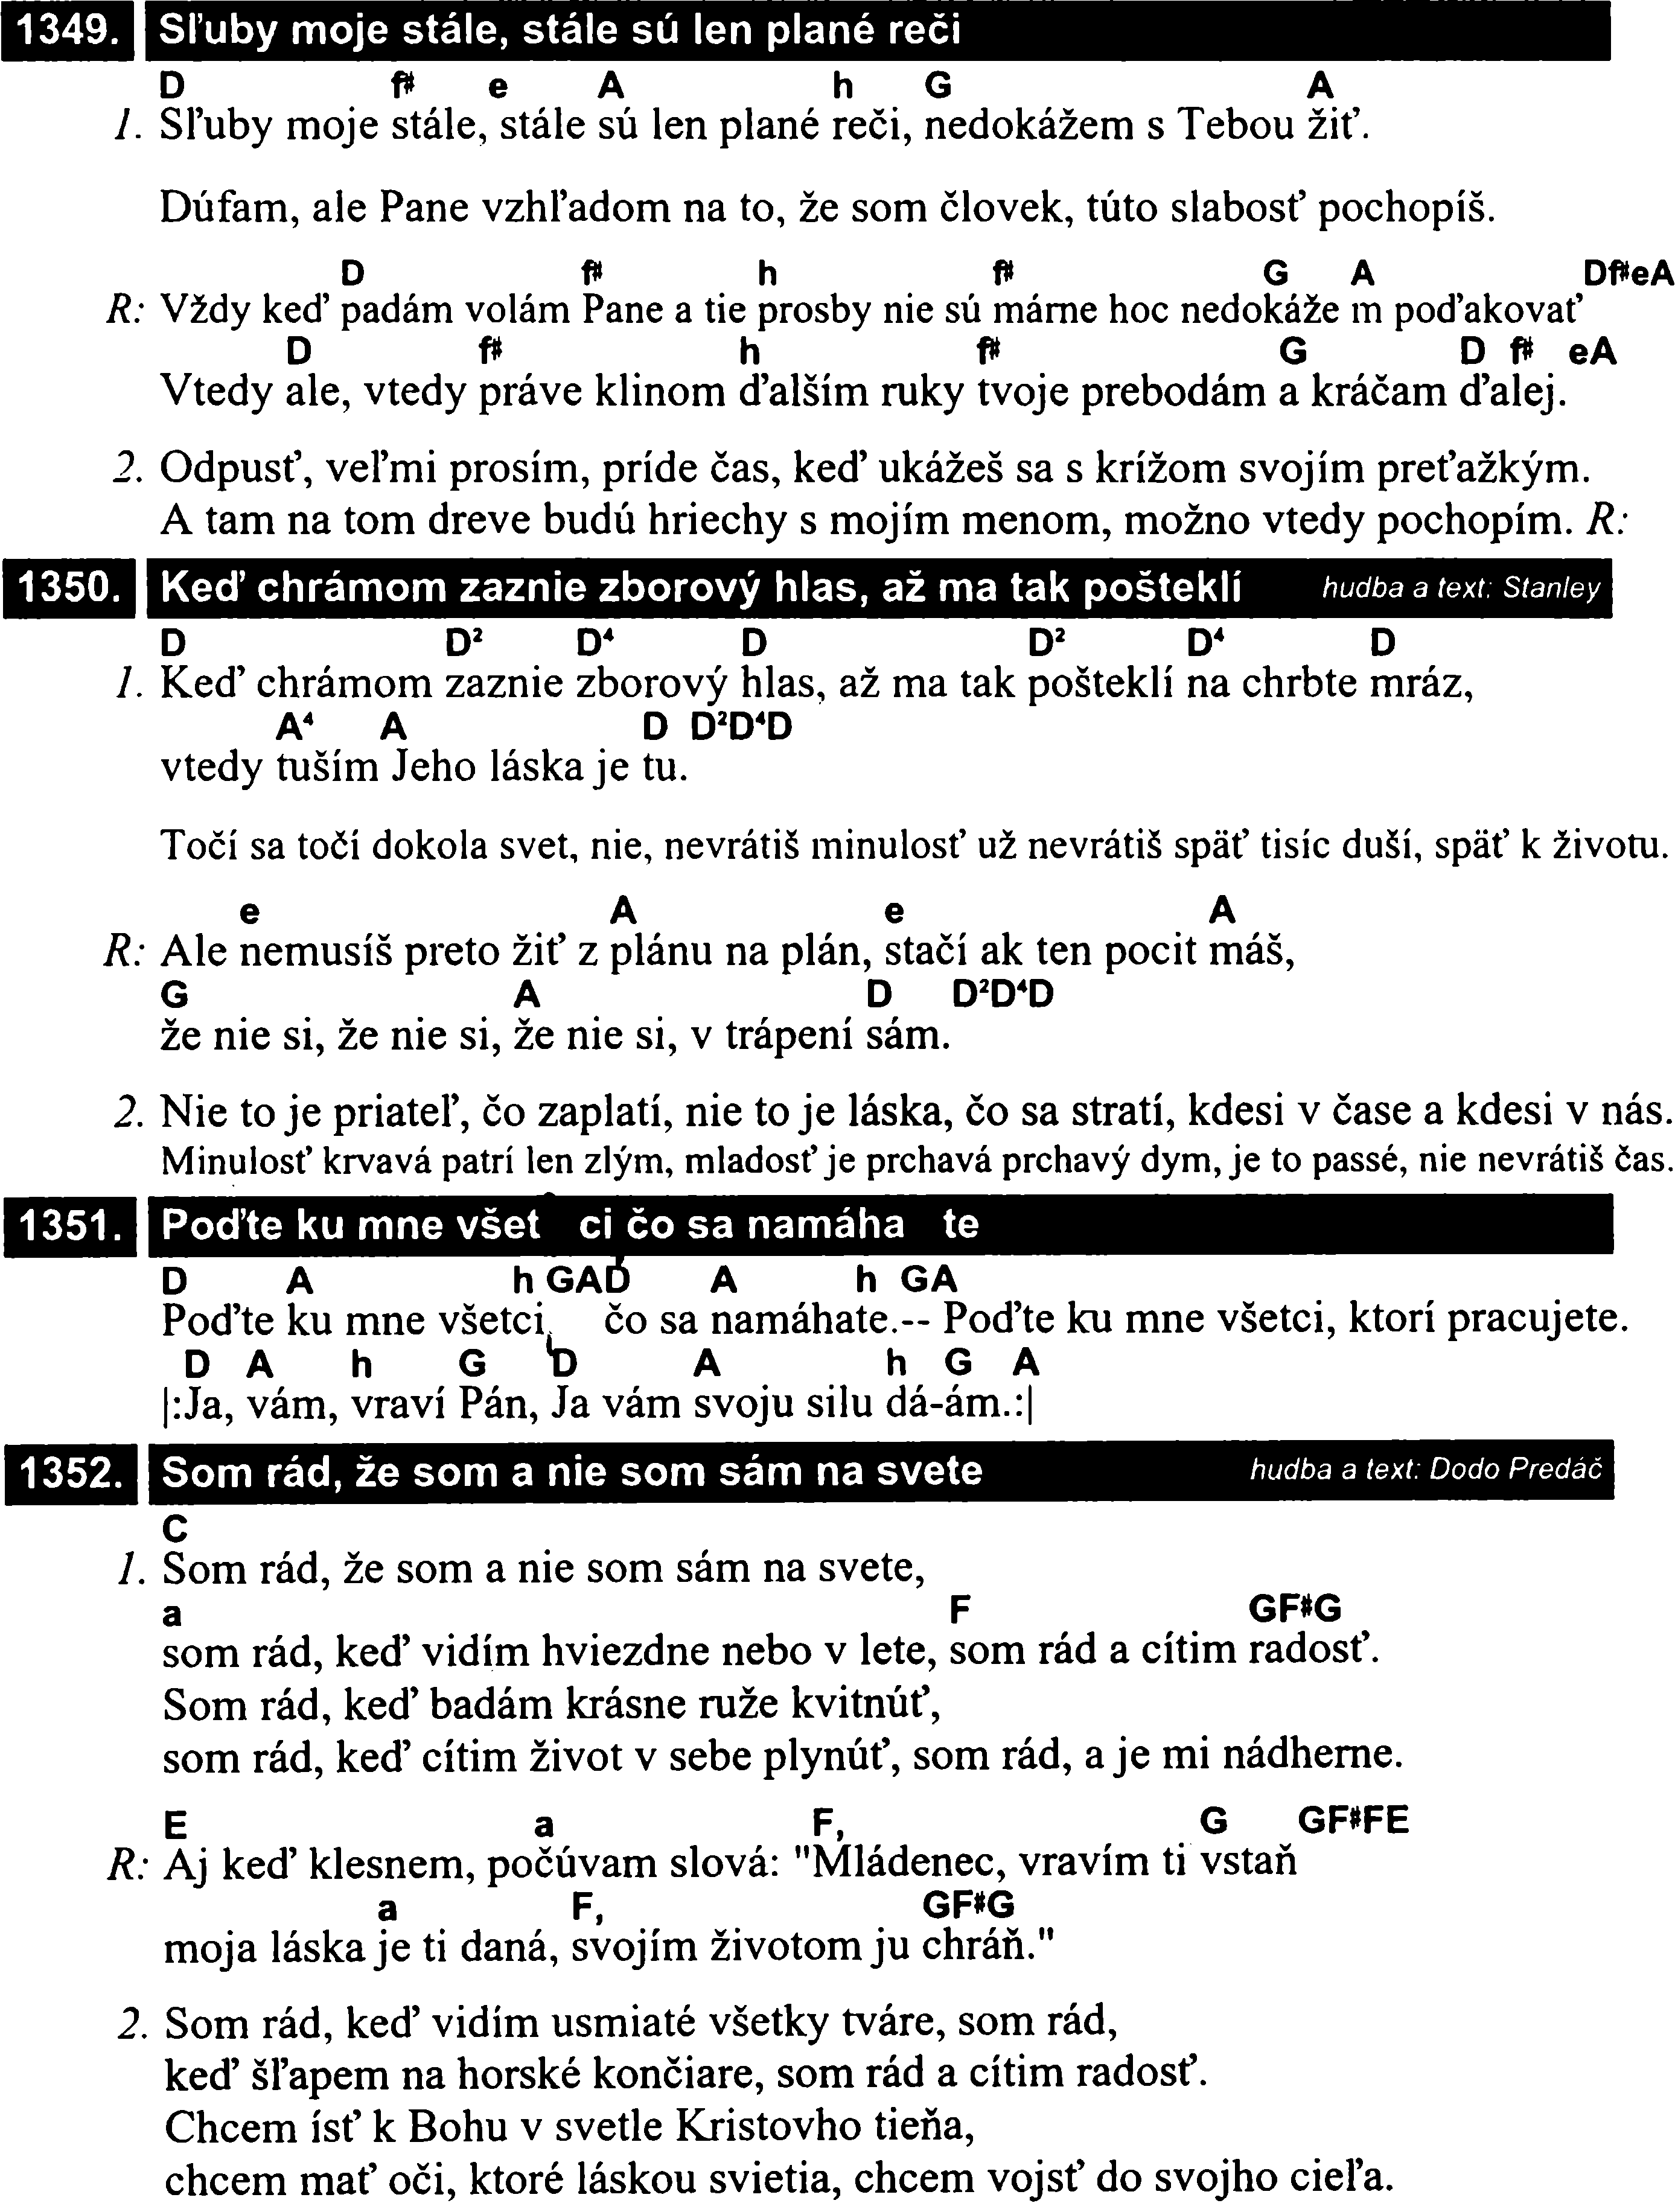 1349. Sľuby moje stále, stále sú len plané reči
D f# e A h G A
1. Sľuby moje stále, stále sú len plané reči, nedokážem s Tebou žiť.
Dúfam, ale Pane vzhľadom na to, že som človek, túto slabosť pochopíš.
D f# h f# G A Df#eA
R: Vždy keď padám volám Pane a tie prosby nie sú márne hoc nedokáže m poďakovať
D f# h f# G D f# eA
Vtedy ale, vtedy práve klinom ďalším ruky tvoje prebodám a kráčam ďalej.
2. Odpusť, veľmi prosím, príde čas, keď ukážeš sa s krížom svojím preťažkým.
A tam na tom dreve budú hriechy s mojím menom, možno vtedy pochopím. R:
1350. Keď chrámom zaznie zborový hlas, až ma tak pošteklí hudba a text: Stanley
D D² D⁴ D D² D⁴ D
1. Keď chrámom zaznie zborový hlas, až ma tak pošteklí na chrbte mráz,
A⁴ A D D²D⁴D
vtedy tuším Jeho láska je tu.
Točí sa točí dokola svet, nie, nevrátiš minulosť už nevrátiš späť tisíc duší, späť k životu.
e A e A
R: Ale nemusíš preto žiť z plánu na plán, stačí ak ten pocit máš,
G A D D²D⁴D
že nie si, že nie si, že nie si, v trápení sám.
2. Nie to je priateľ, čo zaplatí, nie to je láska, čo sa stratí, kdesi v čase a kdesi v nás.
Minulosť krvavá patrí len zlým, mladosť je prchavá prchavý dym, je to passé, nie nevrátiš čas.
1351. Poďte ku mne všet ci čo sa namáha te
D A h GAD A h GA
Poďte ku mne všetci, čo sa namáhate.-- Poďte ku mne všetci, ktorí pracujete.
D A h G D A h G A
|:Ja, vám, vraví Pán, Ja vám svoju silu dá-ám.:|
1352. Som rád, že som a nie som sám na svete hudba a text: Dodo Predáč
C
1. Som rád, že som a nie som sám na svete,
a F GF#G
som rád, keď vidím hviezdne nebo v lete, som rád a cítim radosť.
Som rád, keď badám krásne ruže kvitnúť,
som rád, keď cítim život v sebe plynúť, som rád, a je mi nádherne.
E a F, G GF#FE
R: Aj keď klesnem, počúvam slová: "Mládenec, vravím ti vstaň
a F, GF#G
moja láska je ti daná, svojím životom ju chráň."
2. Som rád, keď vidím usmiaté všetky tváre, som rád,
keď šľapem na horské končiare, som rád a cítim radosť.
Chcem ísť k Bohu v svetle Kristovho tieňa,
chcem mať oči, ktoré láskou svietia, chcem vojsť do svojho cieľa.